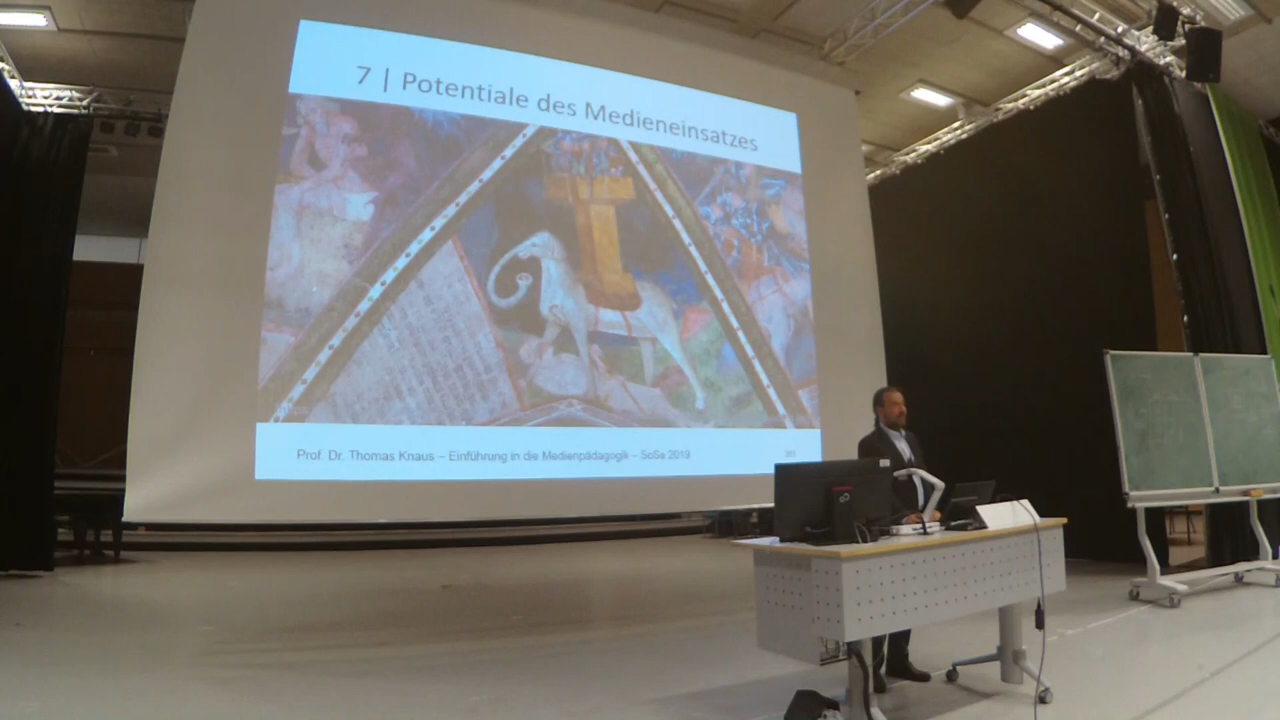 7 | Potentiale des Medieneinsatzes
Prof. Dr. Thomas Knaus – Einführung in die Medienpädagogik – SoSe 2019